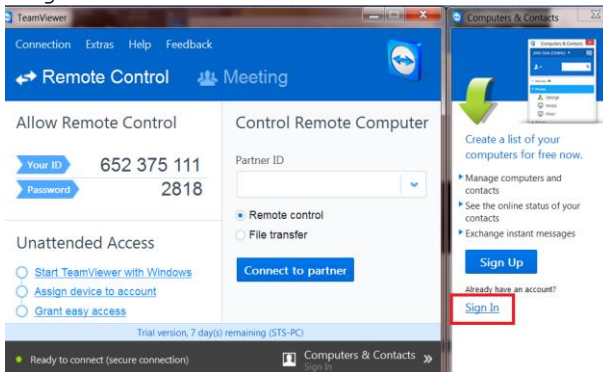 TeamViewer
Connection Extras Help Feedback
Remote Control Meeting
Allow Remote Control
Your ID 652 375 111
Password 2818
Unattended Access
Start TeamViewer with Windows
Assign device to account
Grant easy access
Control Remote Computer
Partner ID
Remote control
File transfer
Connect to partner
Trial version, 7 day(s) remaining (STS-PC)
Ready to connect (secure connection)
Computers & Contacts »
Sign In
Computers & Contacts
Computers & Contacts
Create a list of your
computers for free now.
Manage computers and
contacts
See the online status of your
contacts
Exchange instant messages
Sign Up
Already have an account?
Sign In